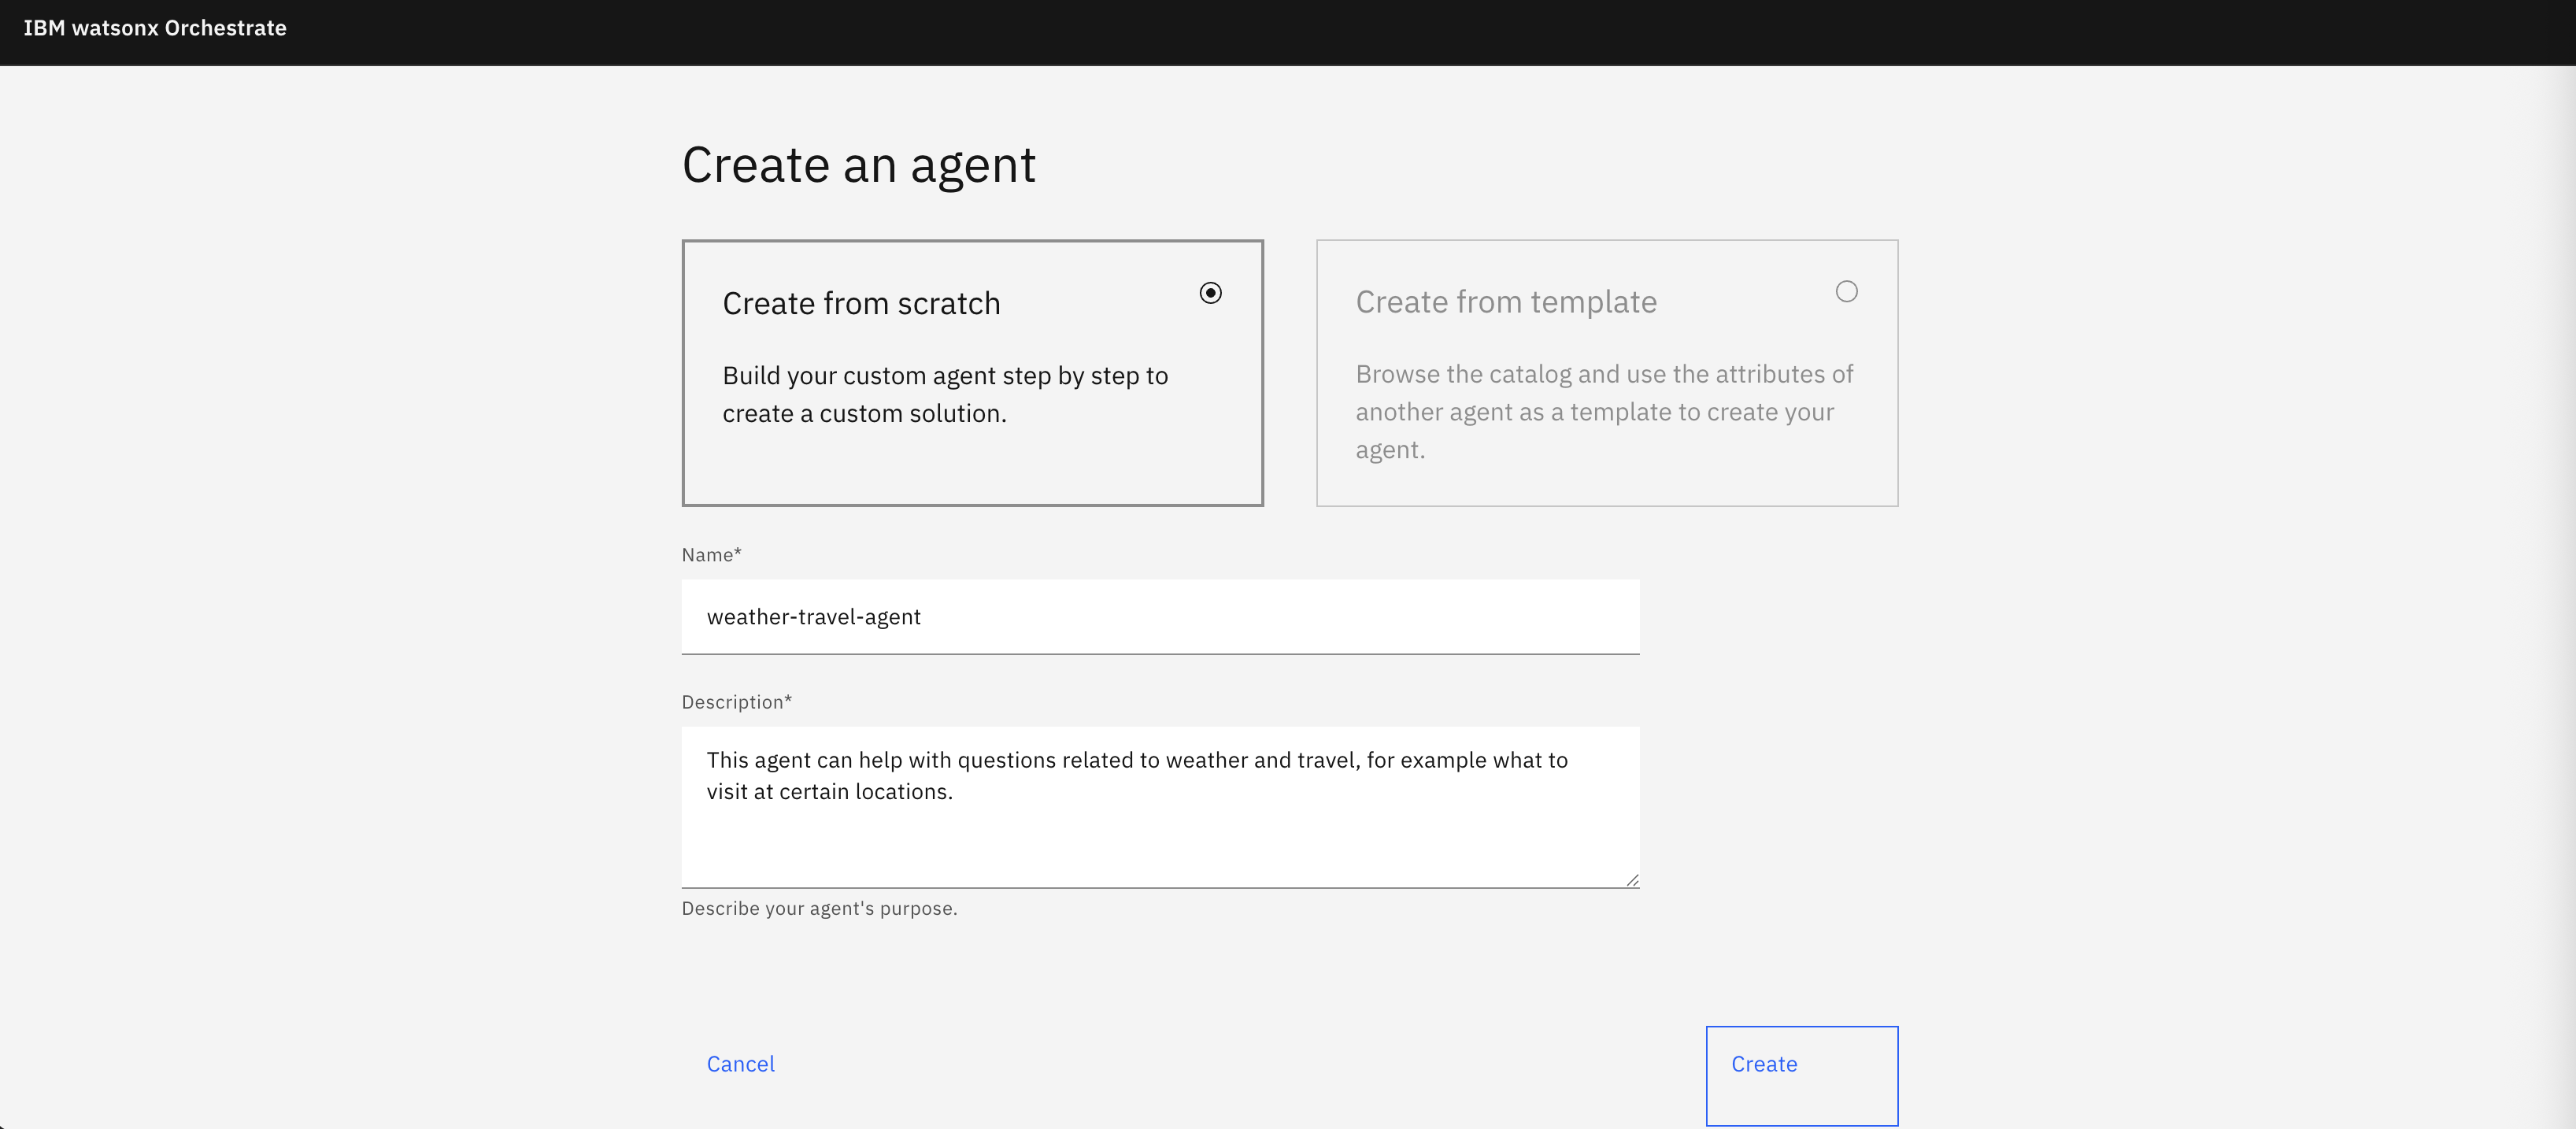 IBM watsonx Orchestrate
Create an agent
Create from scratch
Build your custom agent step by step to
create a custom solution.
Create from template
Browse the catalog and use the attributes of
another agent as a template to create your
agent.
Name*
weather-travel-agent
Description*
This agent can help with questions related to weather and travel, for example what to
visit at certain locations.
Describe your agent's purpose.
Cancel
Create